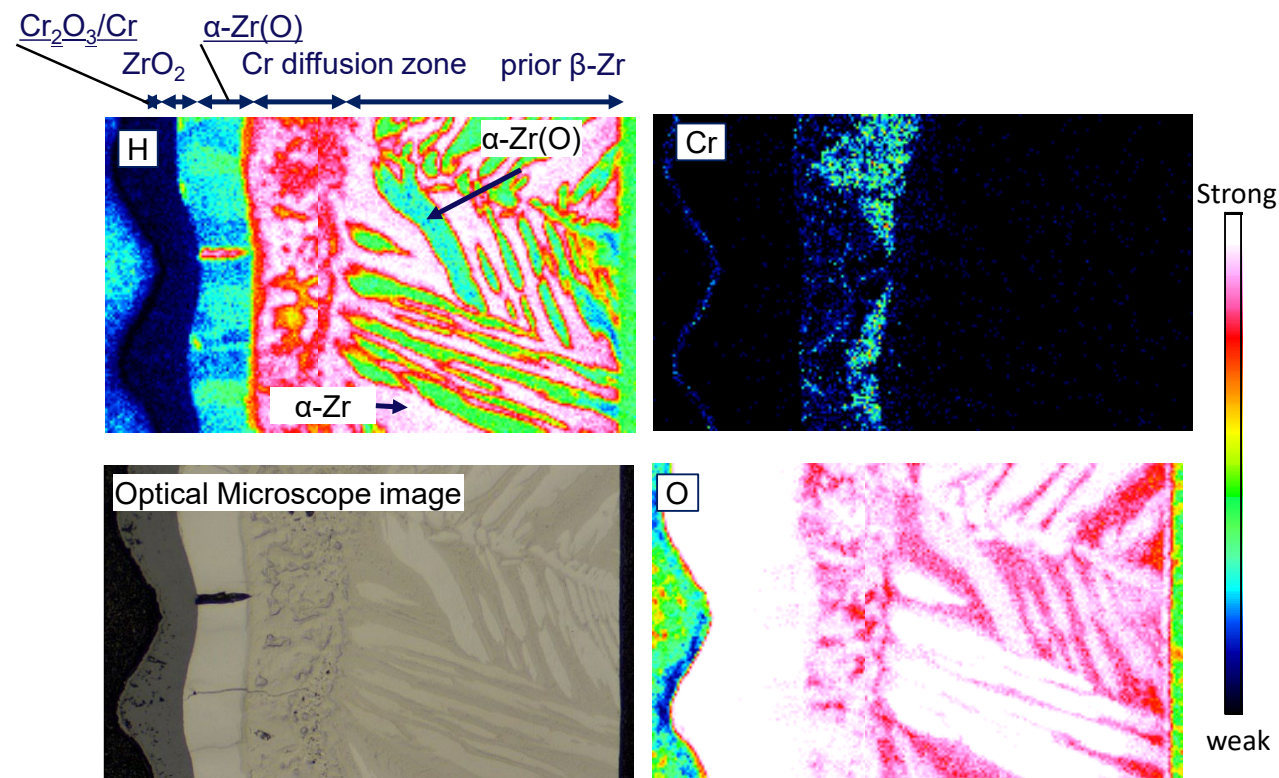 Cr₂O₃/Cr
α-Zr(O)
ZrO₂
Cr diffusion zone
prior β-Zr
H
α-Zr(O)
α-Zr
Cr
Strong
Optical Microscope image
O
weak